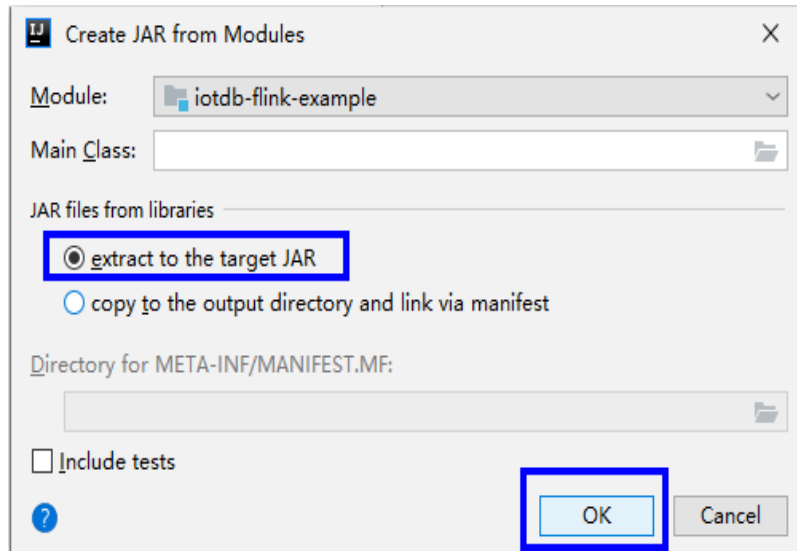 IJ
Create JAR from Modules
Module: iotdb-flink-example
Main Class:
JAR files from libraries
extract to the target JAR
copy to the output directory and link via manifest
Directory for META-INF/MANIFEST.MF:
Include tests
? OK Cancel